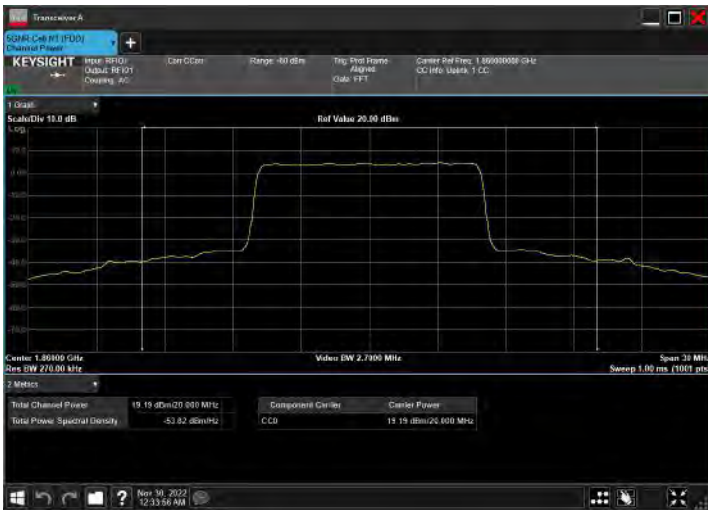 Transceiver A
5GNR Cell N1 (FDD)
Channel Power
KEYSIGHT
Input: RFIO1
Output: RFIO1
Coupling: AC
Corr CCorr
Range: -60 dBm
Trig: Prot Frame
Aligned
Gate: FFT
Carrier Ref Freq: 1.860000000 GHz
CC Info: Uplink, 1 CC
1 Graph
Scale/Div 10.0 dB
Ref Value 20.00 dBm
Log
Center 1.86000 GHz
Video BW 2.7000 MHz
Span 30 MHz
Res BW 270.00 kHz
Sweep 1.00 ms (1001 pts
2 Metrics
Total Channel Power
19.19 dBm/20.000 MHz
Total Power Spectral Density
-53.82 dBm/Hz
Component Carrier
Carrier Power
CC0
19.19 dBm/20.000 MHz
Nov 30, 2022
12:33:56 AM